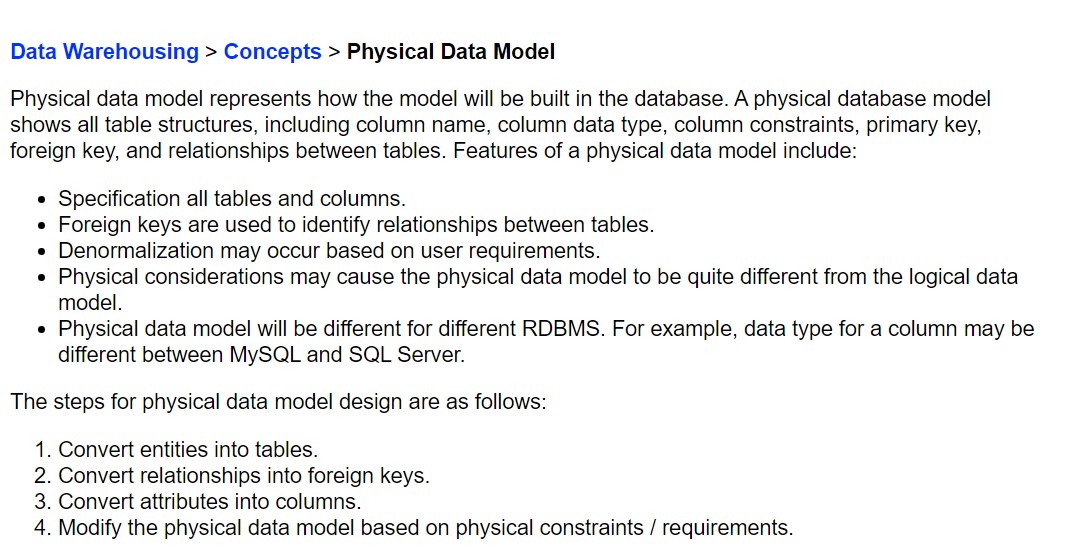 Data Warehousing > Concepts > Physical Data Model
Physical data model represents how the model will be built in the database. A physical database model
shows all table structures, including column name, column data type, column constraints, primary key,
foreign key, and relationships between tables. Features of a physical data model include:
• Specification all tables and columns.
• Foreign keys are used to identify relationships between tables.
• Denormalization may occur based on user requirements.
• Physical considerations may cause the physical data model to be quite different from the logical data
model.
• Physical data model will be different for different RDBMS. For example, data type for a column may be
different between MySQL and SQL Server.
The steps for physical data model design are as follows:
1. Convert entities into tables.
2. Convert relationships into foreign keys.
3. Convert attributes into columns.
4. Modify the physical data model based on physical constraints / requirements.